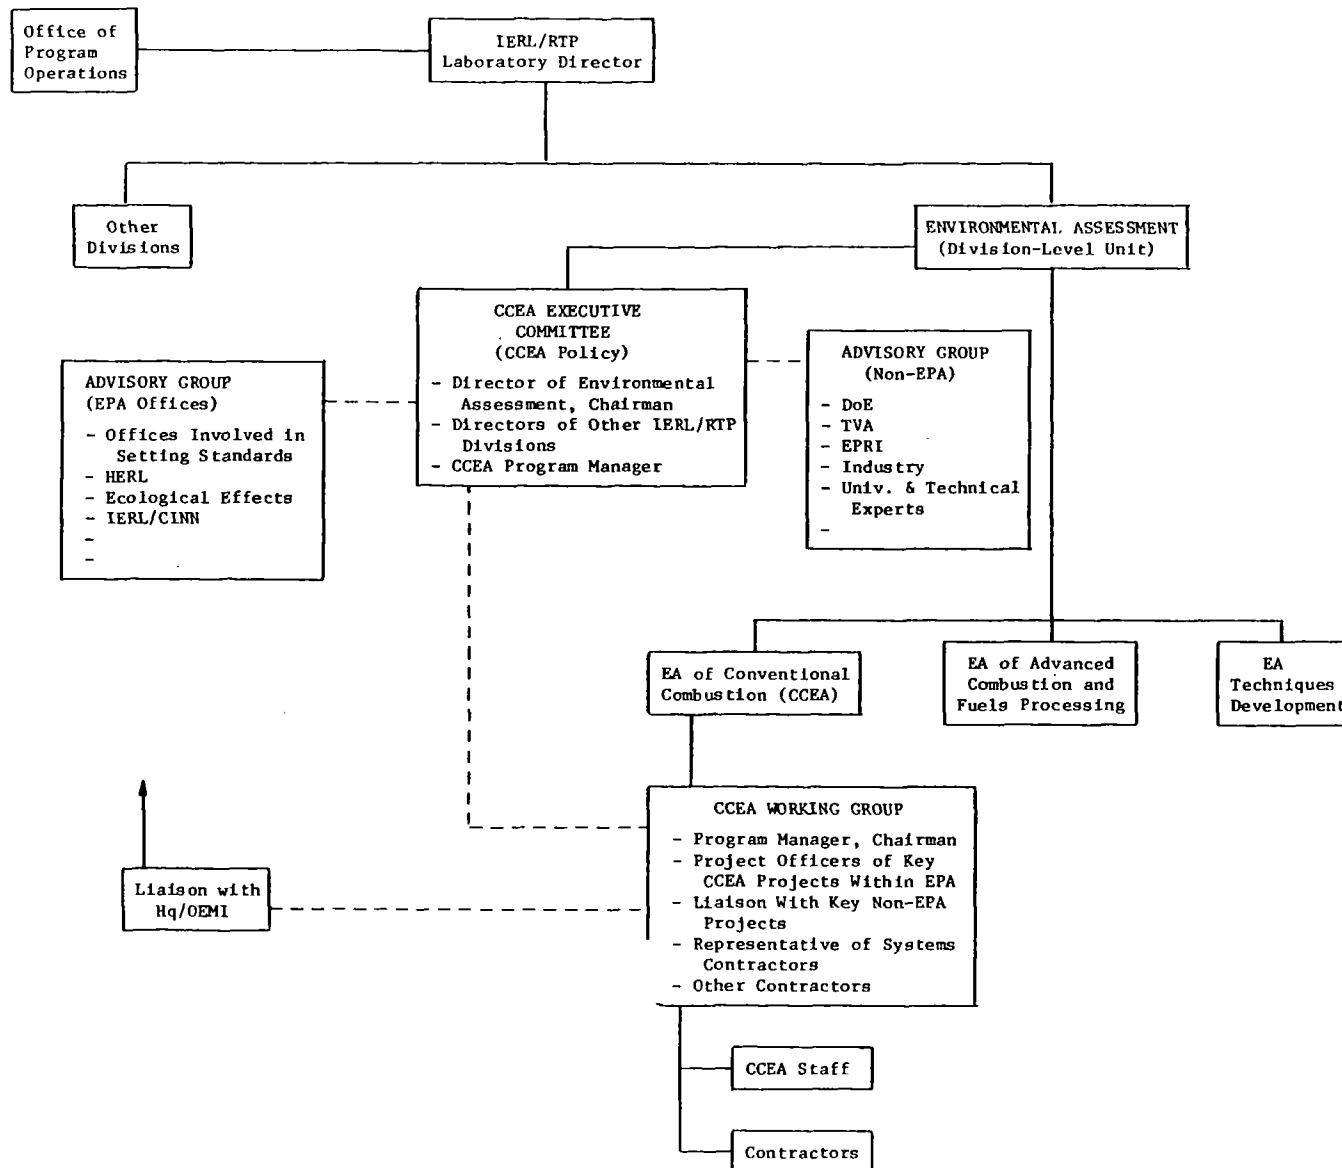 Office of
Program
Operations
IERL/RTP
Laboratory Director
Other
Divisions
ENVIRONMENTAL ASSESSMENT
(Division-Level Unit)
CCEA EXECUTIVE
COMMITTEE
(CCEA Policy)
- Director of Environmental
Assessment, Chairman
- Directors of Other IERL/RTP
Divisions
- CCEA Program Manager
ADVISORY GROUP
(EPA Offices)
- Offices Involved in
Setting Standards
- HERL
- Ecological Effects
- IERL/CINN
-
-
ADVISORY GROUP
(Non-EPA)
- DoE
- TVA
- EPRI
- Industry
- Univ. & Technical
Experts
-
EA of Conventional
Combustion (CCEA)
EA of Advanced
Combustion and
Fuels Processing
EA
Techniques
Development
CCEA WORKING GROUP
- Program Manager, Chairman
- Project Officers of Key
CCEA Projects Within EPA
- Liaison With Key Non-EPA
Projects
- Representative of Systems
Contractors
- Other Contractors
Liaison with
Hq/OEMI
CCEA Staff
Contractors